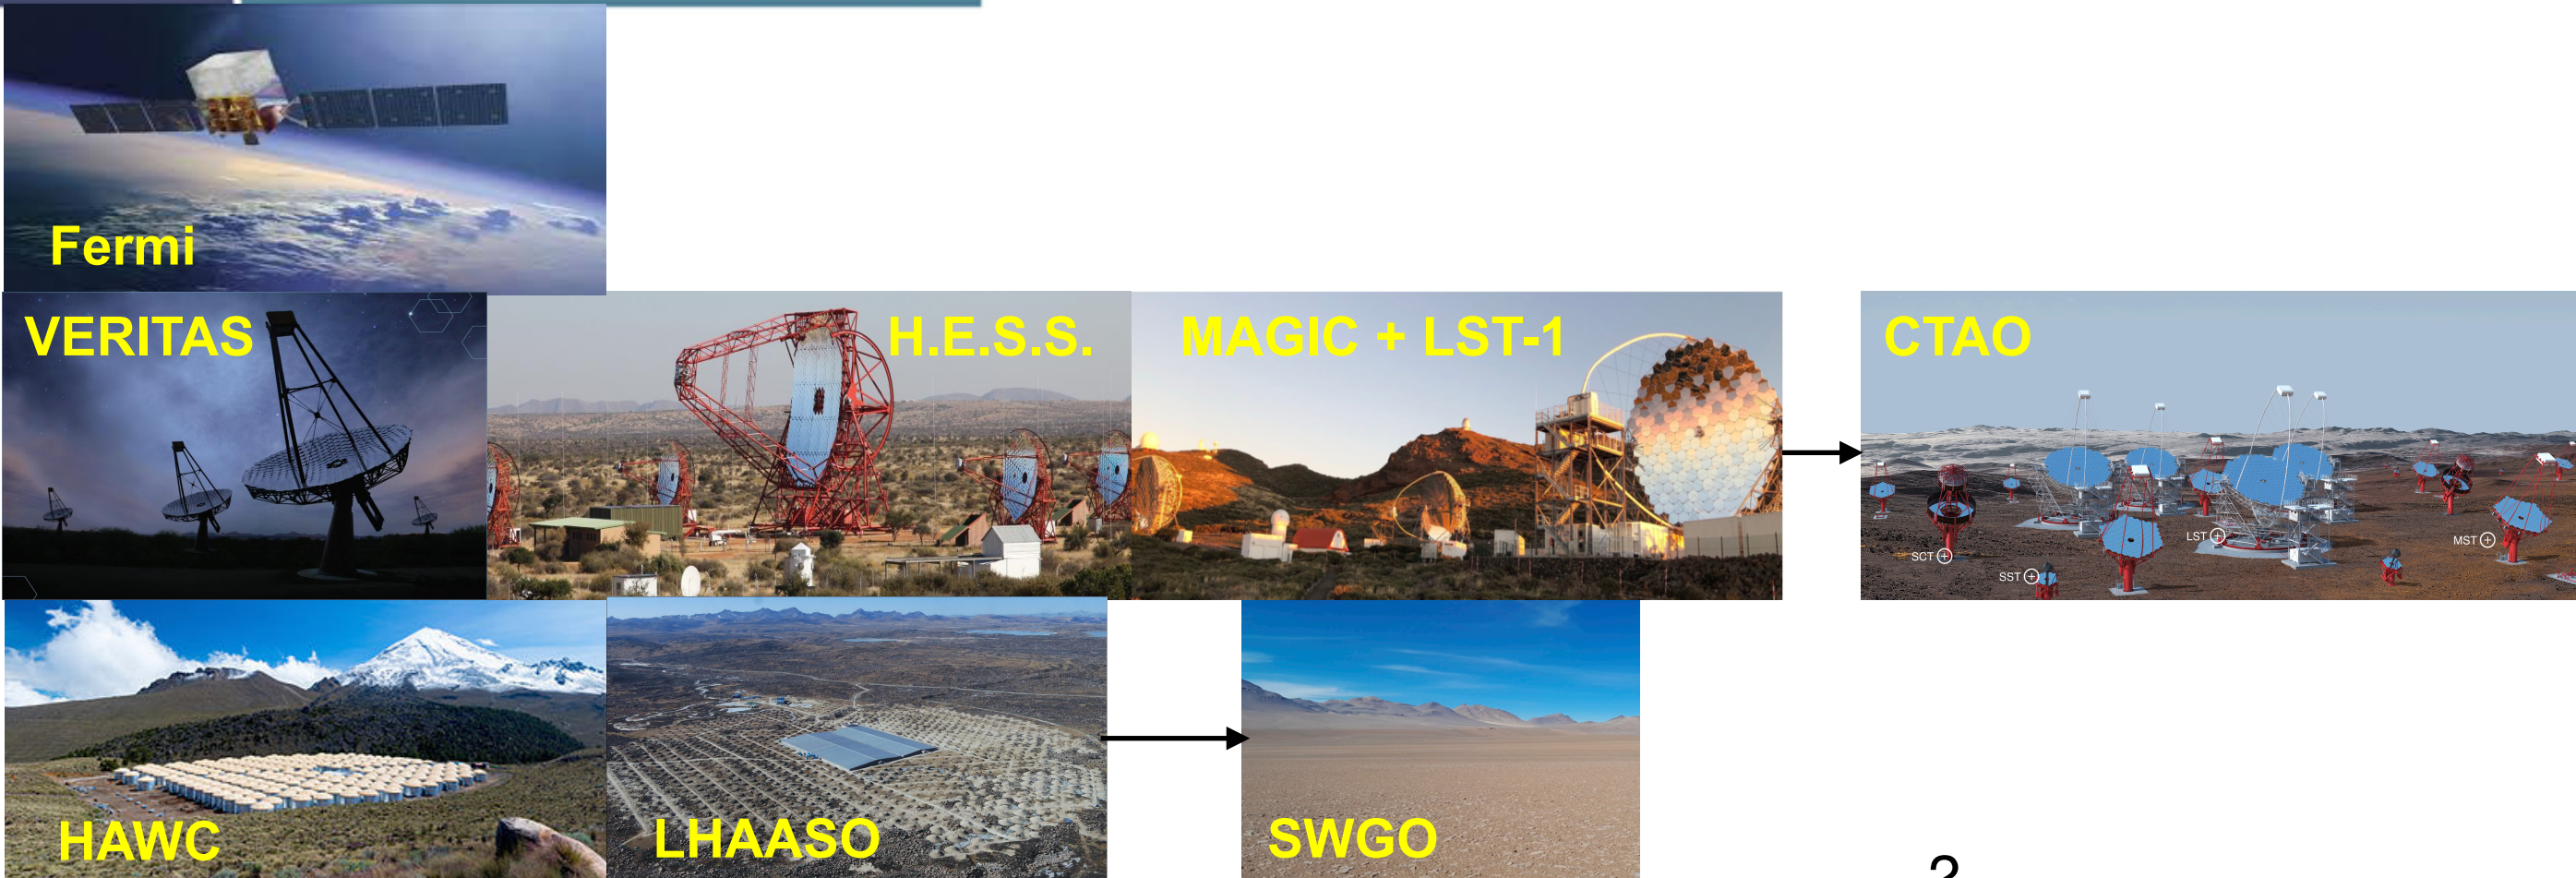 Fermi
VERITAS
H.E.S.S.
MAGIC + LST-1
CTAO
SCT
SST
LST
MST
HAWC
LHAASO
SWGO